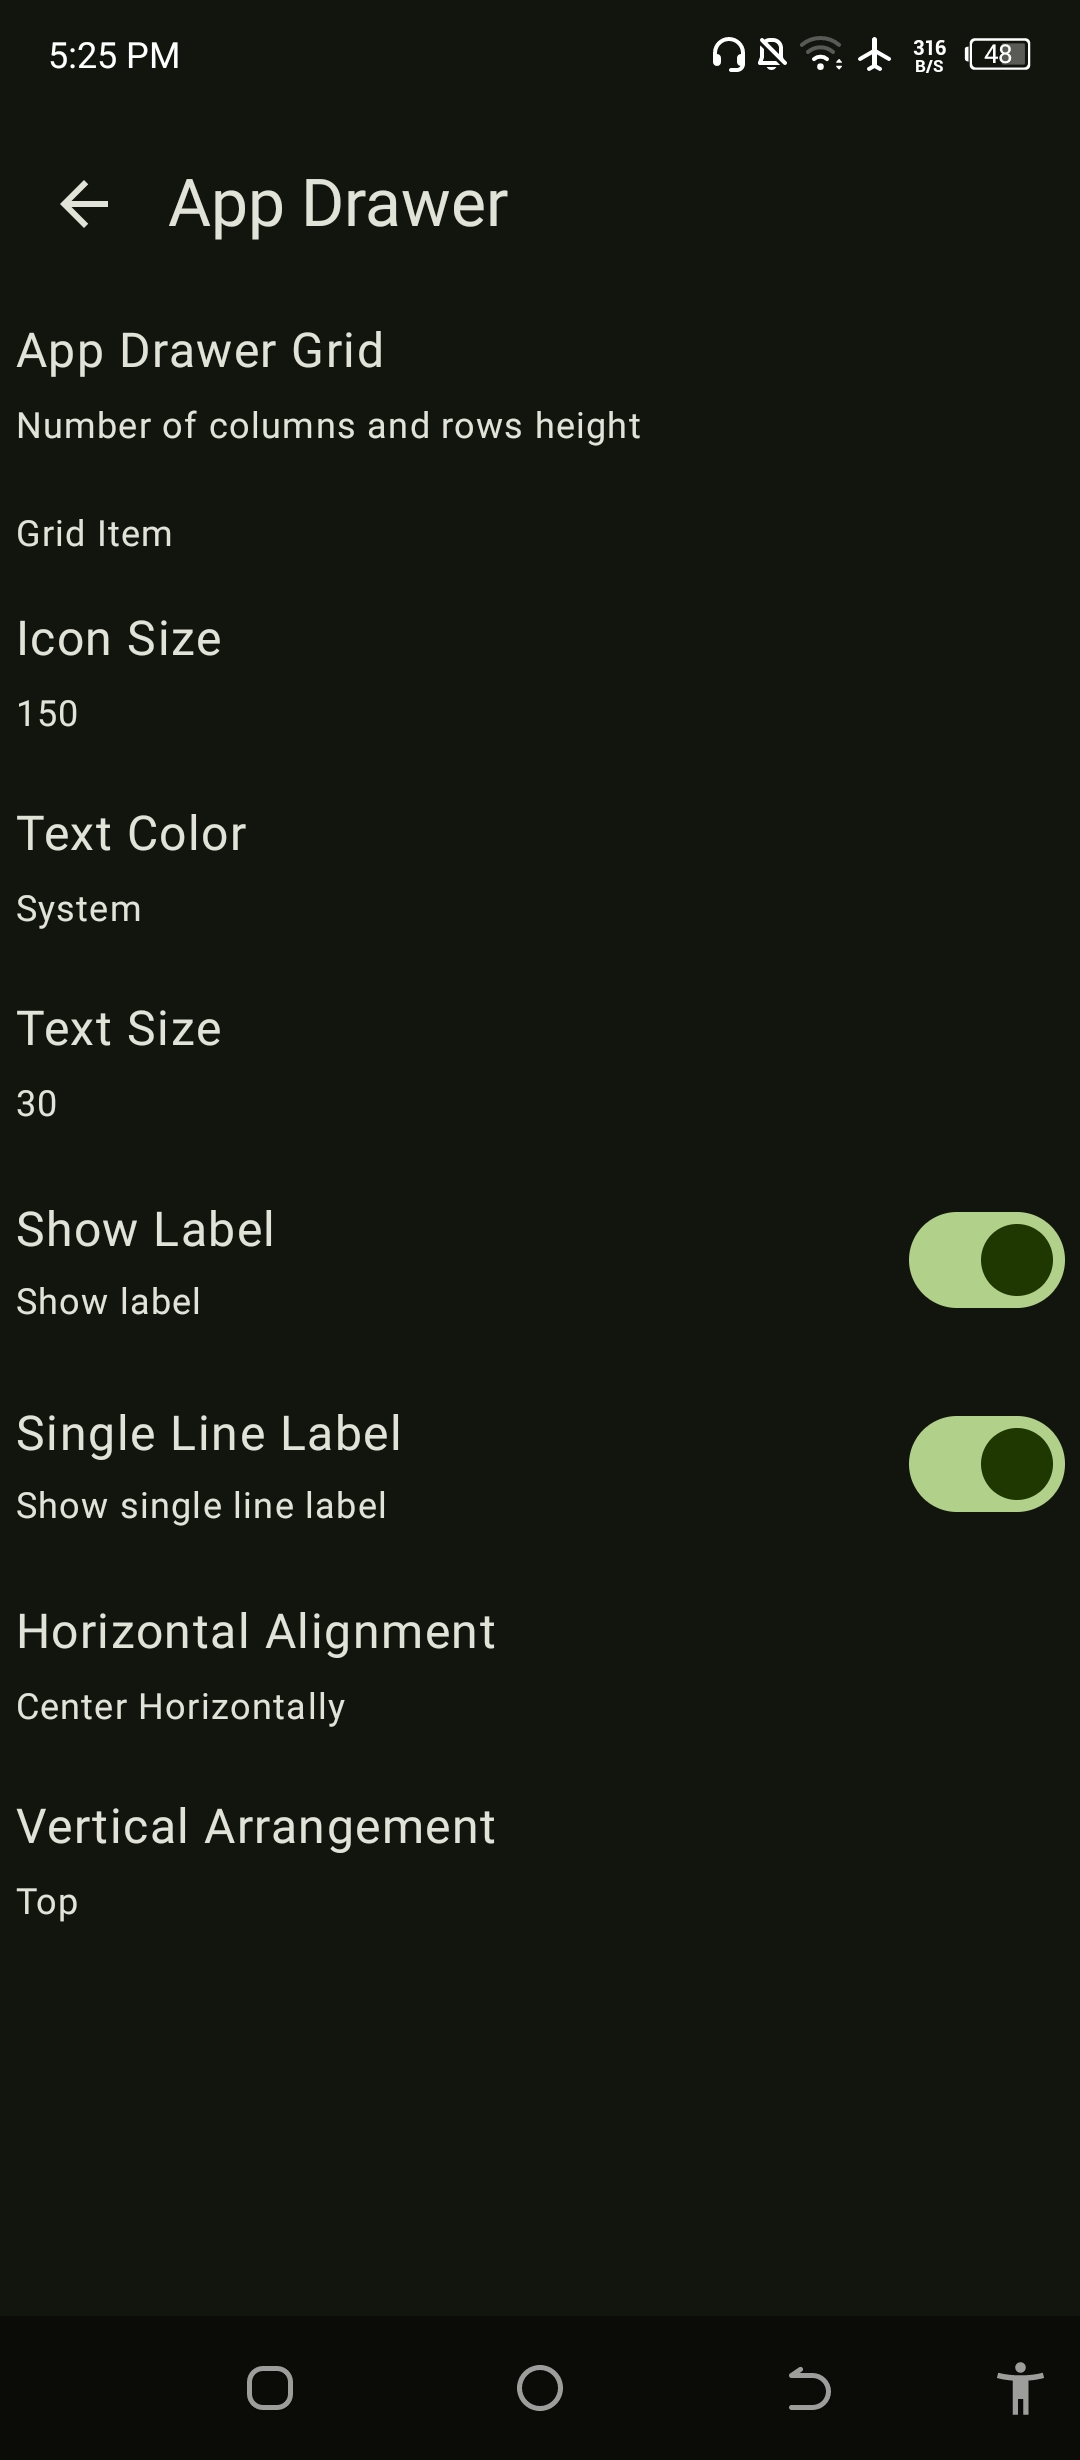 5:25 PM
316
B/S
48
App Drawer
App Drawer Grid
Number of columns and rows height
Grid Item
Icon Size
150
Text Color
System
Text Size
30
Show Label
Show label
Single Line Label
Show single line label
Horizontal Alignment
Center Horizontally
Vertical Arrangement
Top